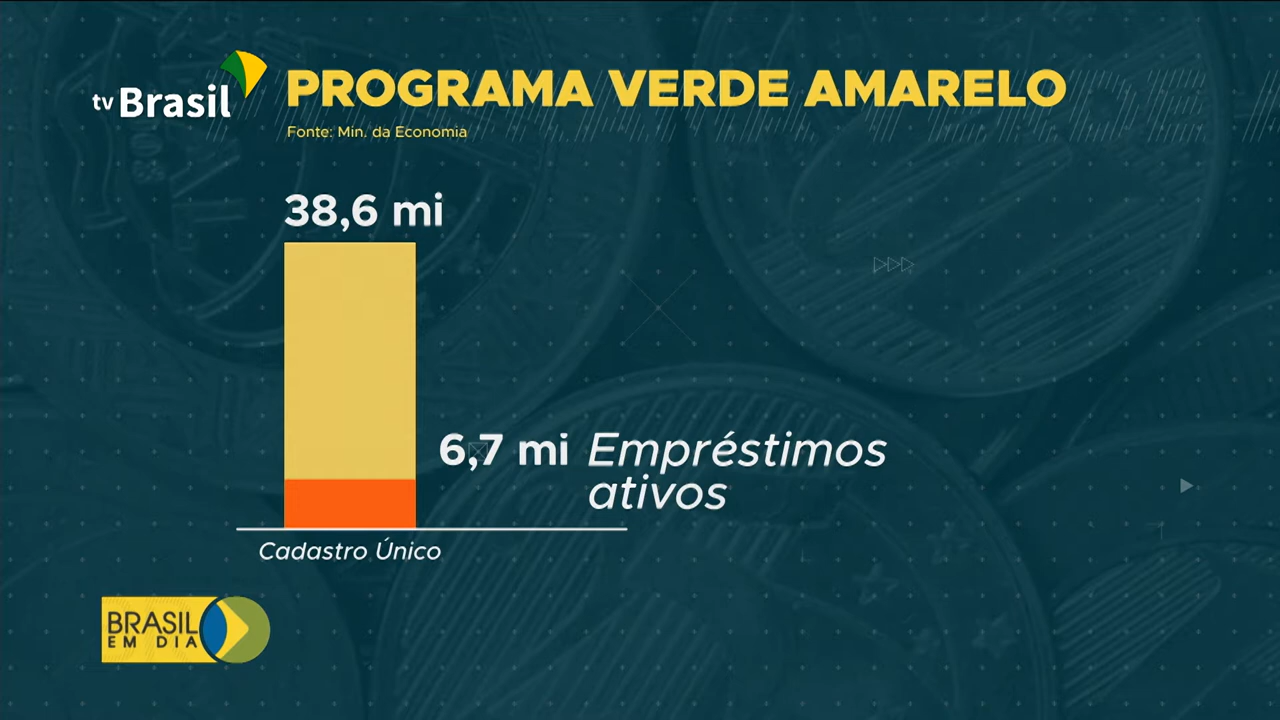 tv Brasil
PROGRAMA VERDE AMARELO
Fonte: Min. da Economia
38,6 mi
6,7 mi Empréstimos
ativos
Cadastro Único
BRASIL
EM DIA